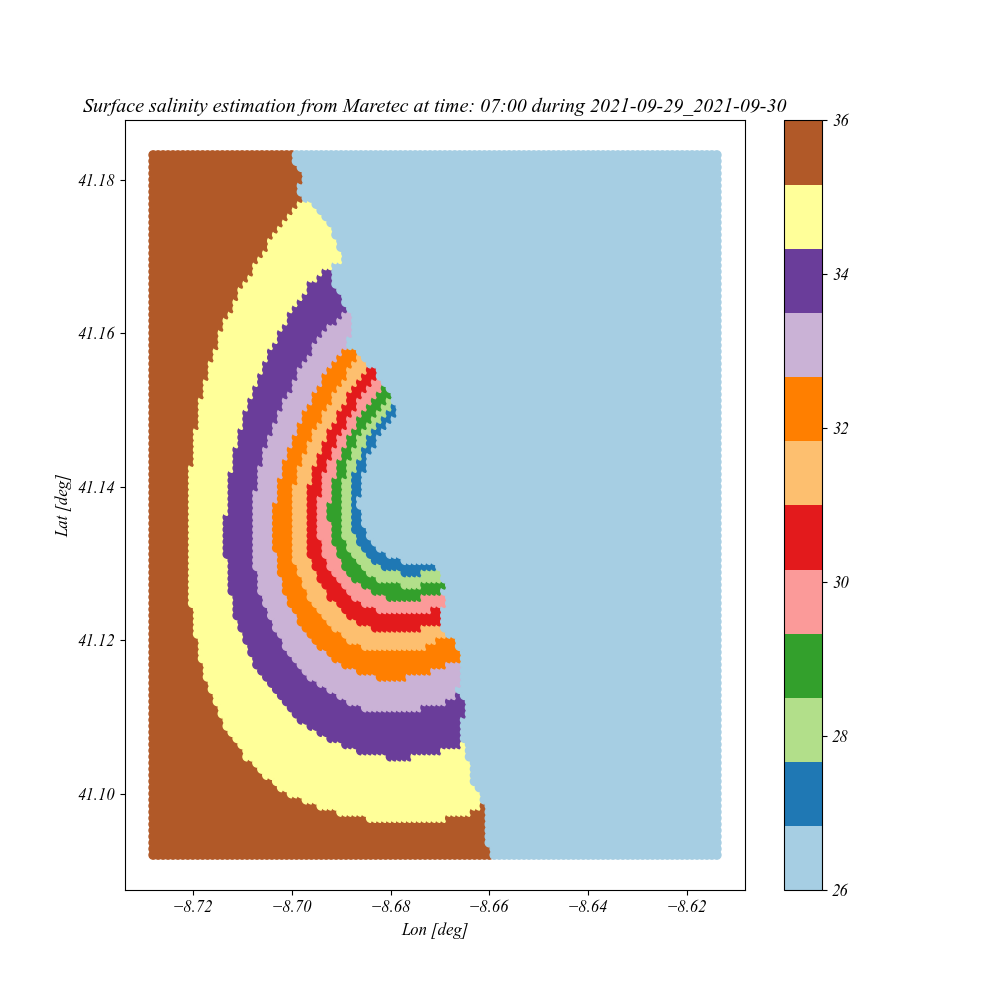 Surface salinity estimation from Maretec at time: 07:00 during 2021-09-29_2021-09-30
36
41.18
34
41.16
32
41.14
Lat [deg]
30
41.12
28
41.10
26
−8.72 −8.70 −8.68 −8.66 −8.64 −8.62
Lon [deg]